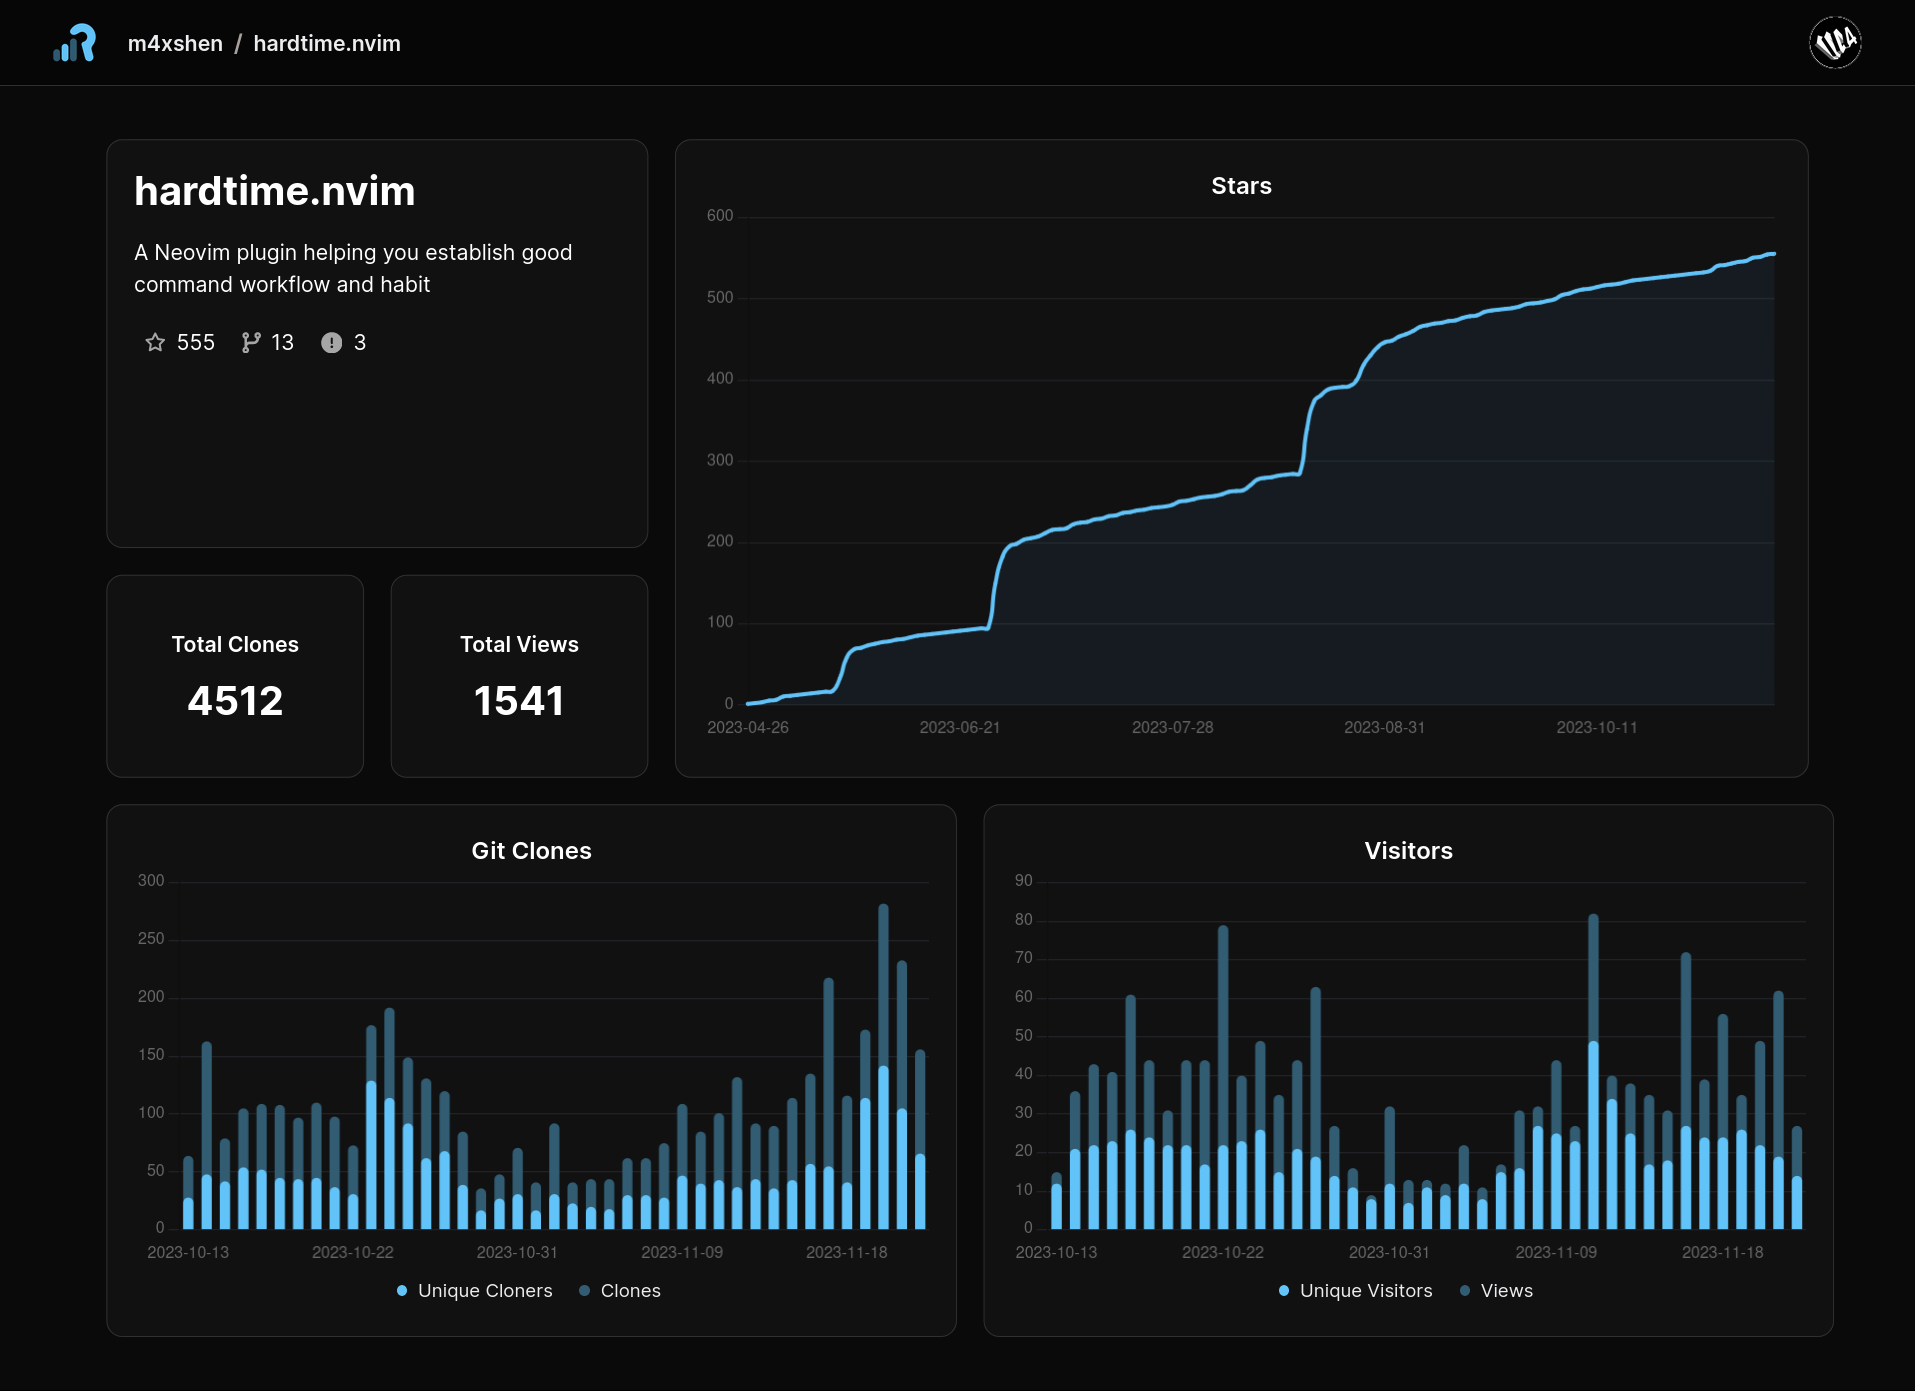 m4xshen / hardtime.nvim
hardtime.nvim
A Neovim plugin helping you establish good
command workflow and habit
555 13 3
Total Clones
4512
Total Views
1541
Stars
600
500
400
300
200
100
0
2023-04-26 2023-06-21 2023-07-28 2023-08-31 2023-10-11
Git Clones
300
250
200
150
100
50
0
2023-10-13 2023-10-22 2023-10-31 2023-11-09 2023-11-18
Unique Cloners Clones
Visitors
90
80
70
60
50
40
30
20
10
0
2023-10-13 2023-10-22 2023-10-31 2023-11-09 2023-11-18
Unique Visitors Views